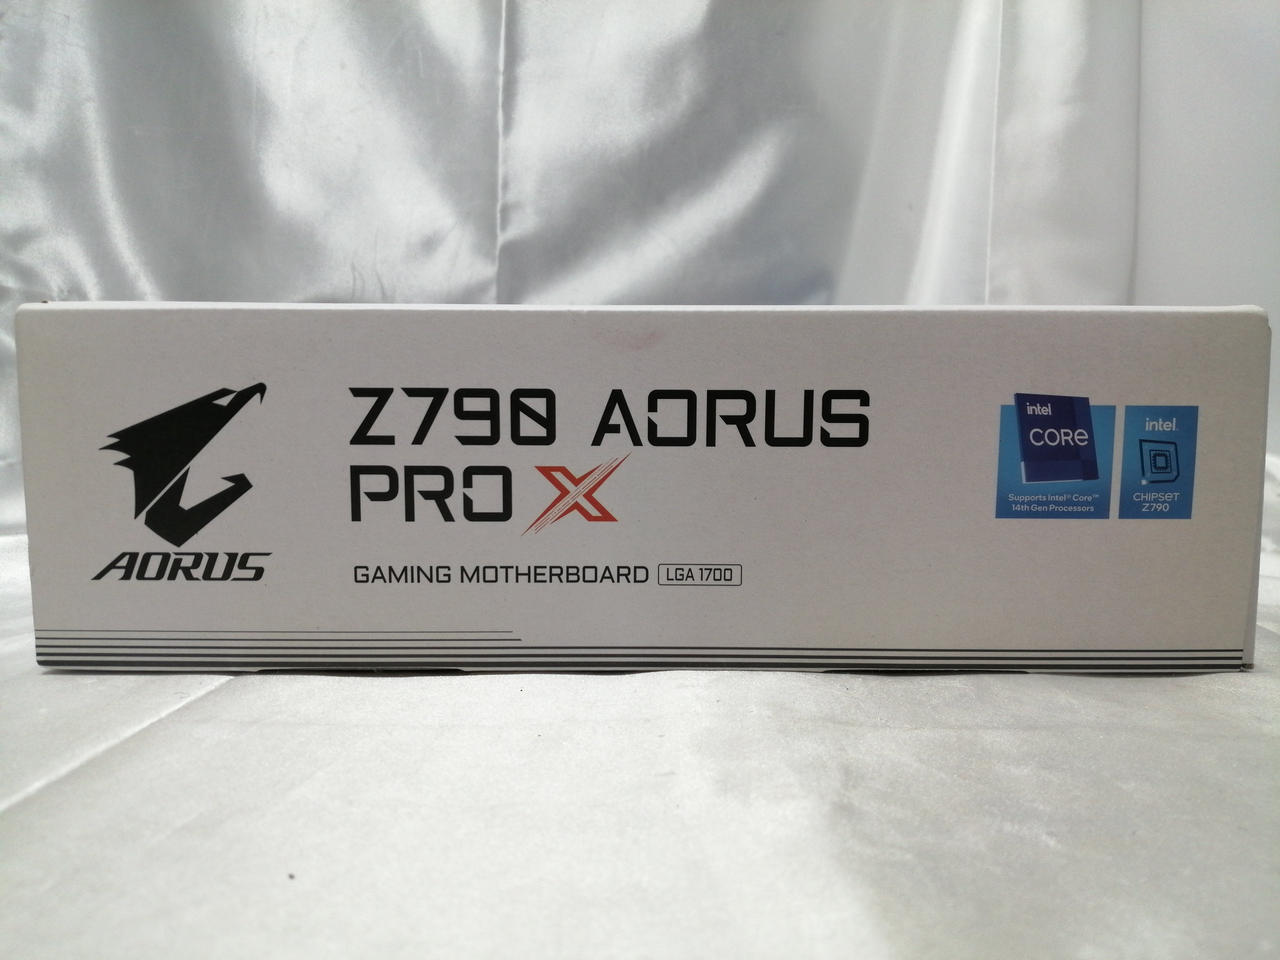 Z790 AORUS
PRO X
GAMING MOTHERBOARD LGA 1700
AORUS
intel
CORE
Supports Intel® Core™
14th Gen Processors
intel.
CHIPSET
Z790